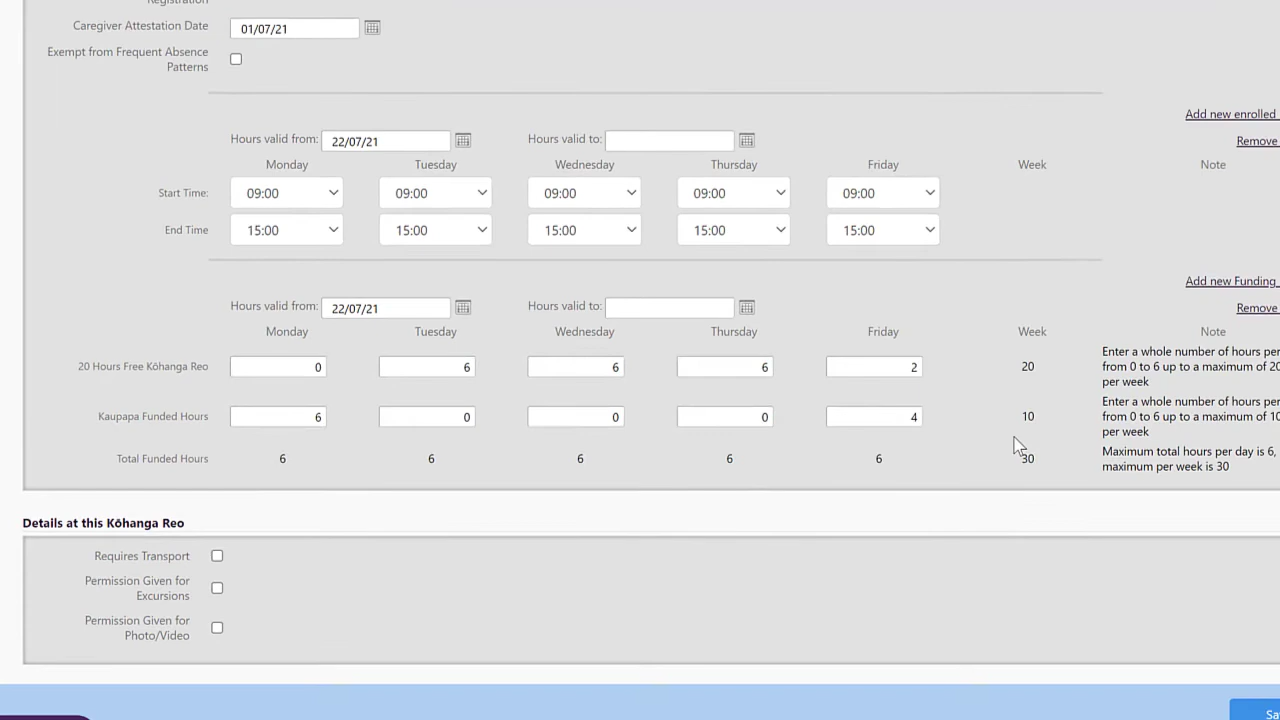 Registration
Caregiver Attestation Date 01/07/21
Exempt from Frequent Absence
Patterns
Add new enrolled
Hours valid from: 22/07/21 Hours valid to: Remove
Monday Tuesday Wednesday Thursday Friday Week Note
Start Time: 09:00 09:00 09:00 09:00 09:00
End Time 15:00 15:00 15:00 15:00 15:00
Add new Funding
Hours valid from: 22/07/21 Hours valid to: Remove
Monday Tuesday Wednesday Thursday Friday Week Note
Enter a whole number of hours per
20 Hours Free Kōhanga Reo 0 6 6 6 2 20 from 0 to 6 up to a maximum of 20
per week
Enter a whole number of hours per
Kaupapa Funded Hours 6 0 0 0 4 10 from 0 to 6 up to a maximum of 10
per week
Total Funded Hours 6 6 6 6 6 30 Maximum total hours per day is 6,
maximum per week is 30
Details at this Kōhanga Reo
Requires Transport
Permission Given for
Excursions
Permission Given for
Photo/Video